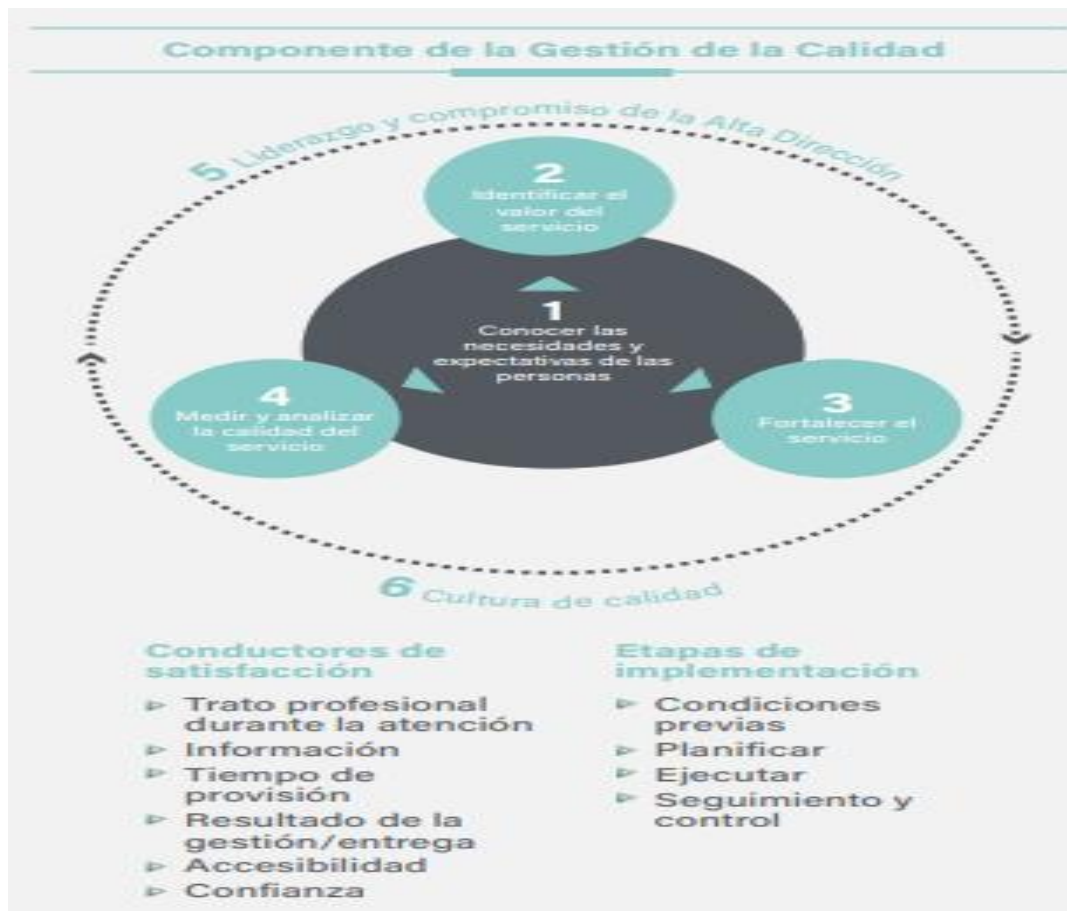 Componente de la Gestión de la Calidad
5 Liderazgo y compromiso de la Alta Dirección
2
Identificar el
valor del
servicio
1
Conocer las
necesidades y
expectativas de las
personas
4
Medir y analizar
la calidad del
servicio
3
Fortalecer el
servicio
6 Cultura de calidad
Conductores de
satisfacción
Trato profesional
durante la atención
Información
Tiempo de
provisión
Resultado de la
gestión/entrega
Accesibilidad
Confianza
Etapas de
implementación
Condiciones
previas
Planificar
Ejecutar
Seguimiento y
control